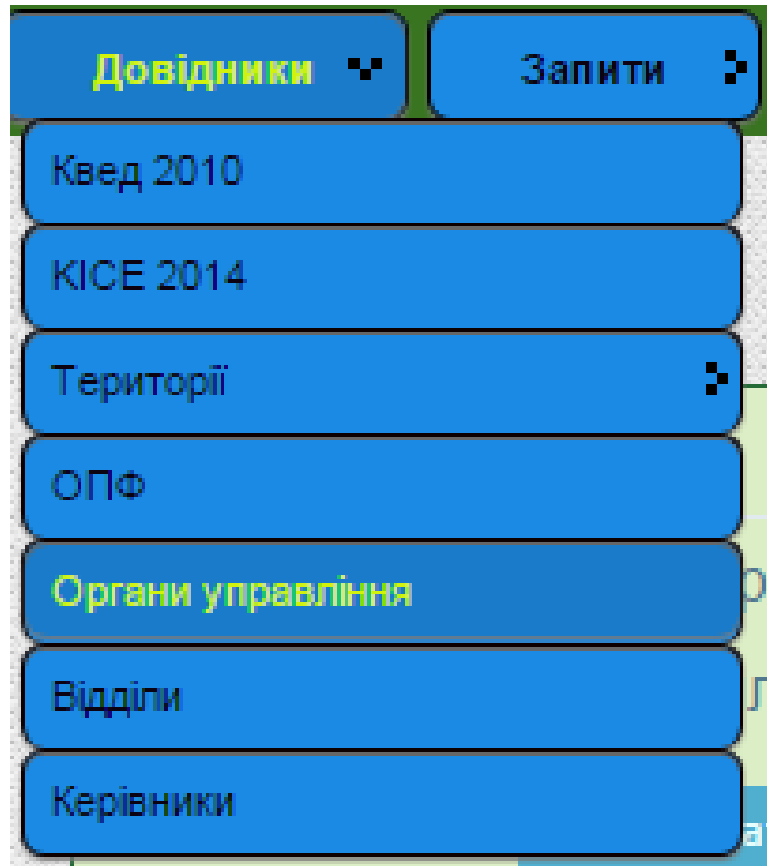 Довідники Запити
Квед 2010
КІСЕ 2014
Території
ОПФ
Органи управління
Відділи
Керівники